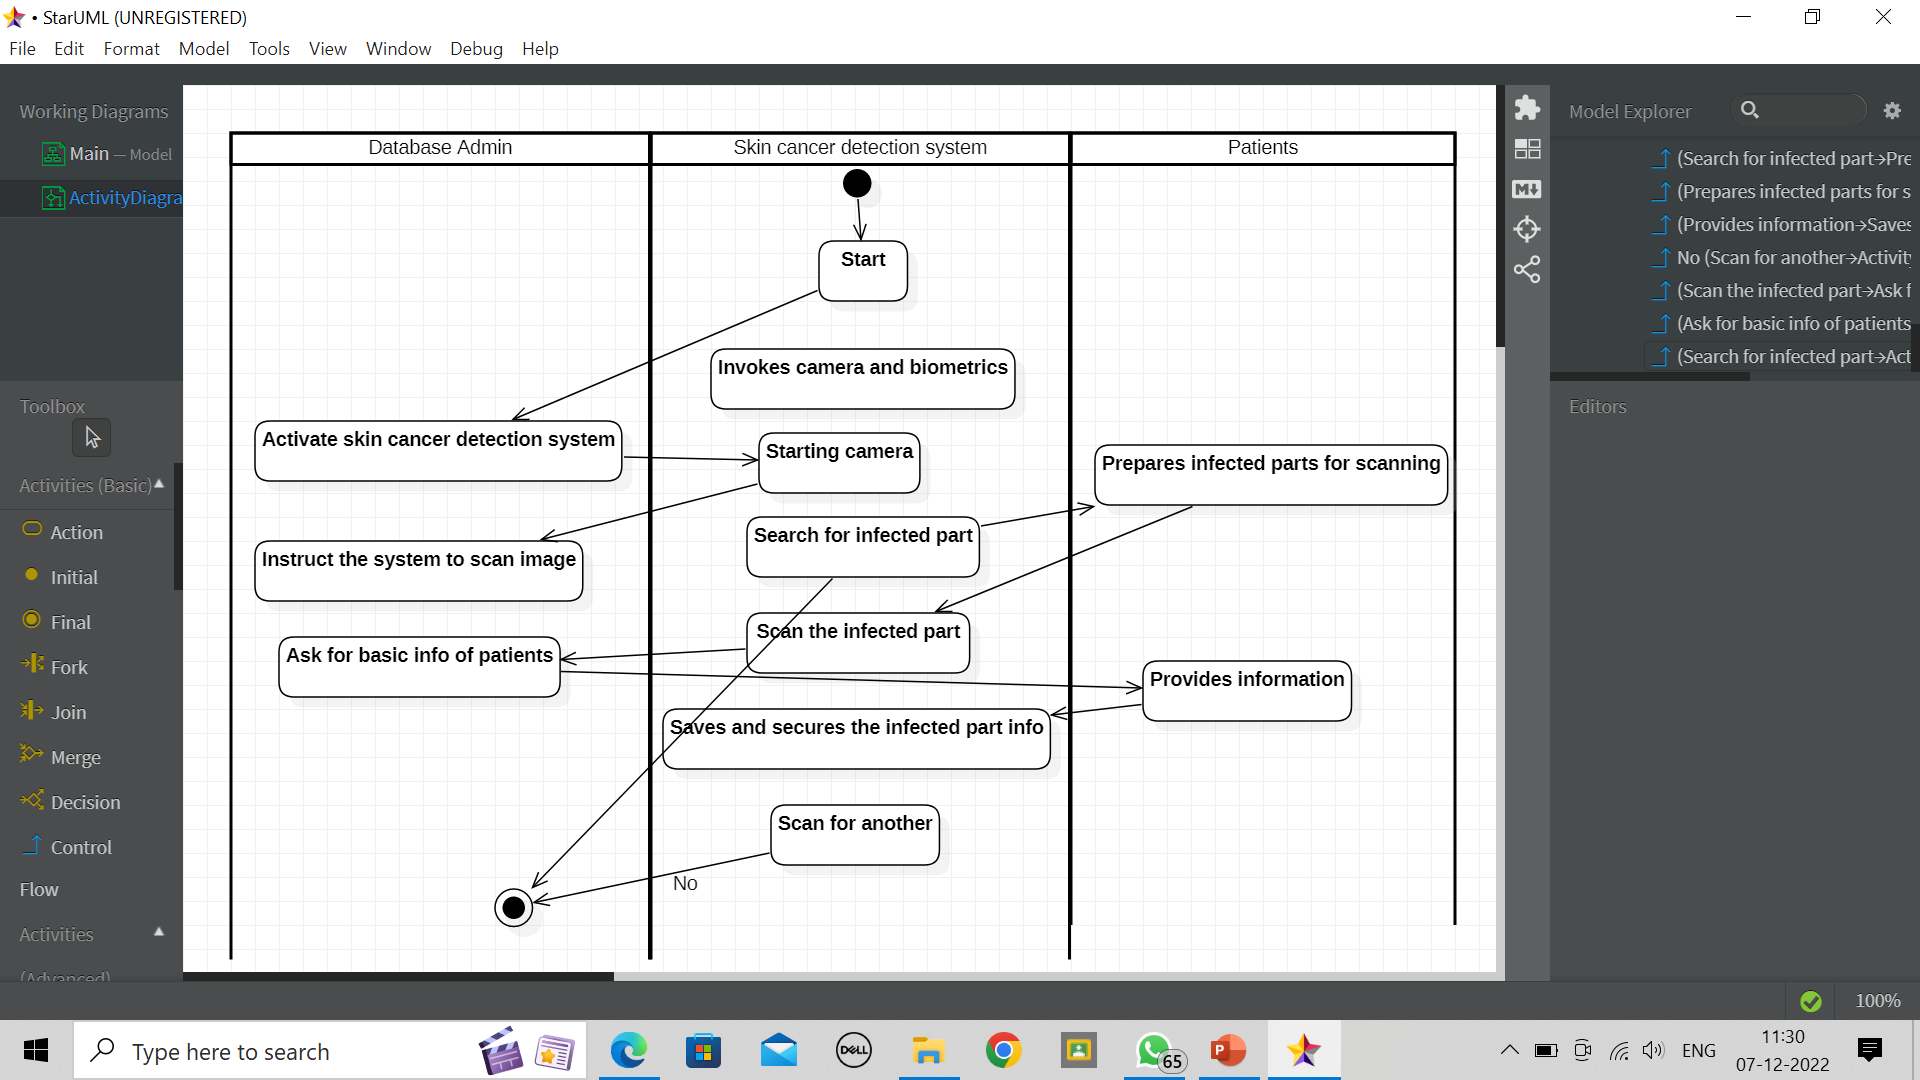 • StarUML (UNREGISTERED)
File Edit Format Model Tools View Window Debug Help
Working Diagrams
Main — Model
ActivityDiagra
Toolbox
Activities (Basic)
Action
Initial
Final
Fork
Join
Merge
Decision
Control
Flow
Activities
(Advanced)
Database Admin
Skin cancer detection system
Patients
Start
Invokes camera and biometrics
Activate skin cancer detection system
Starting camera
Prepares infected parts for scanning
Search for infected part
Instruct the system to scan image
Scan the infected part
Ask for basic info of patients
Provides information
Saves and secures the infected part info
Scan for another
No
M
Model Explorer
(Search for infected part→Pre
(Prepares infected parts for s
(Provides information→Saves
No (Scan for another→Activity
(Scan the infected part→Ask f
(Ask for basic info of patients
(Search for infected part→Act
Editors
100%
Type here to search
DELL
65
P
ENG
11:30
07-12-2022